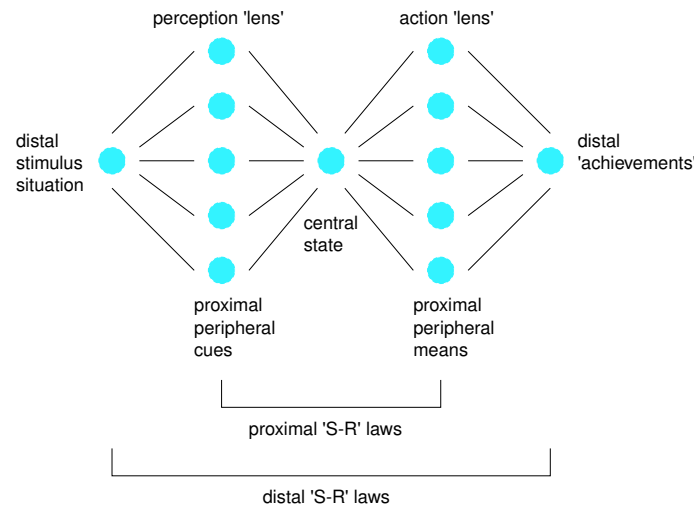 perception 'lens'
action 'lens'
distal
stimulus
situation
distal
'achievements'
central
state
proximal
peripheral
cues
proximal
peripheral
means
proximal 'S-R' laws
distal 'S-R' laws